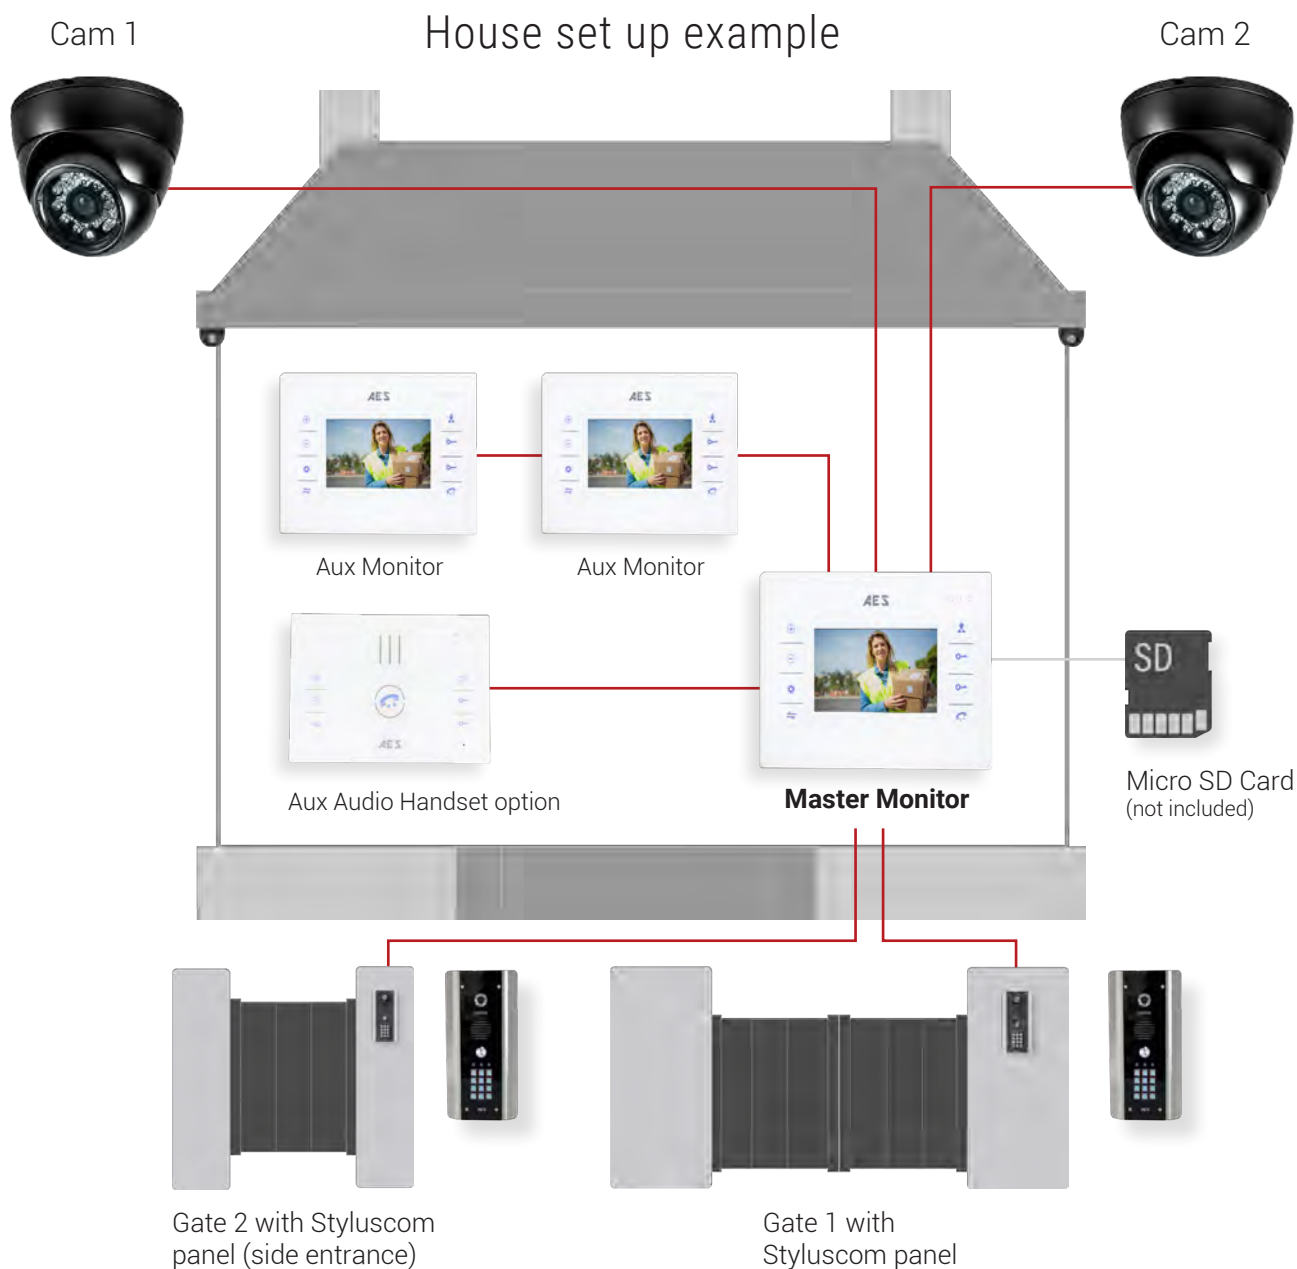 Cam 1
House set up example
Cam 2
AES
AES
Aux Monitor
Aux Monitor
AES
SD
AES
Aux Audio Handset option
Master Monitor
Micro SD Card
(not included)
Gate 2 with Styluscom
panel (side entrance)
Gate 1 with
Styluscom panel